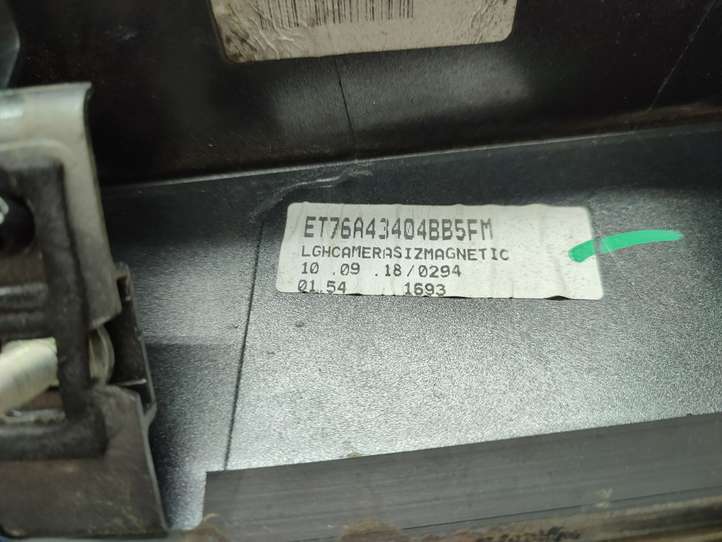 ET76A43404BB5FM
LGHCAMERASIZMAGNETIC
10 .09 .18/0294
01.54 1693